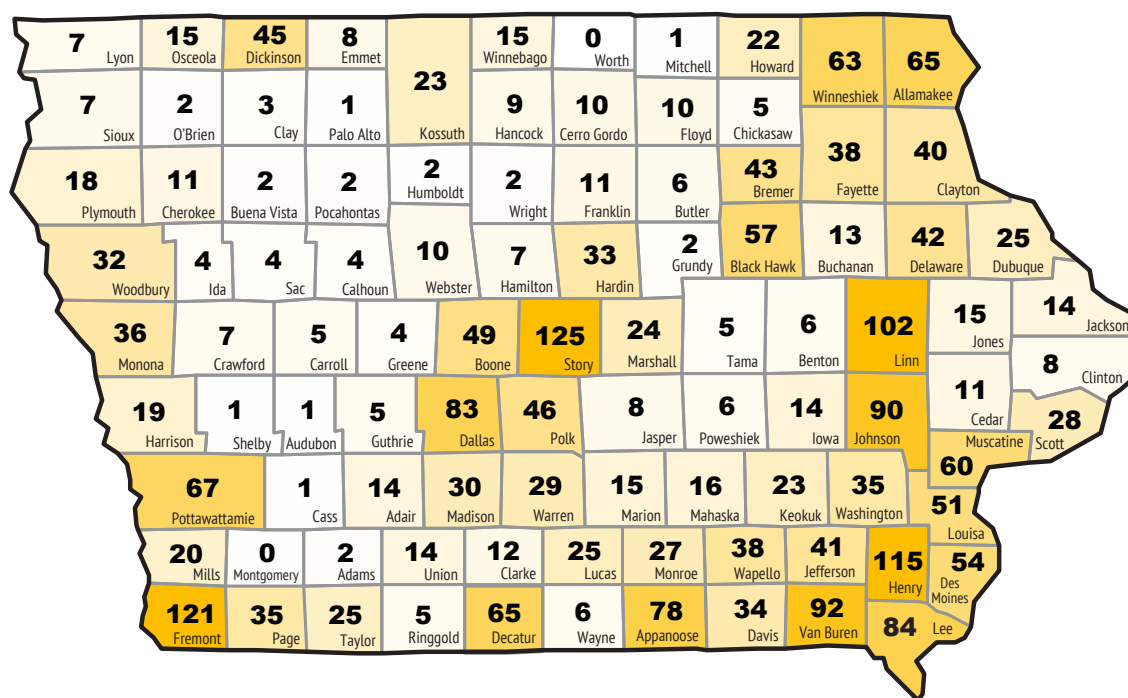 7
Lyon
15
Osceola
45
Dickinson
8
Emmet
23
Kossuth
15
Winnebago
0
Worth
1
Mitchell
22
Howard
63
Winneshiek
65
Allamakee
7
Sioux
2
O'Brien
3
Clay
1
Palo Alto
9
Hancock
10
Cerro Gordo
10
Floyd
5
Chickasaw
18
Plymouth
11
Cherokee
2
Buena Vista
2
Pocahontas
2
Humboldt
2
Wright
11
Franklin
6
Butler
43
Bremer
38
Fayette
40
Clayton
32
Woodbury
4
Ida
4
Sac
4
Calhoun
10
Webster
7
Hamilton
33
Hardin
2
Grundy
57
Black Hawk
13
Buchanan
42
Delaware
25
Dubuque
36
Monona
7
Crawford
5
Carroll
4
Greene
49
Boone
125
Story
24
Marshall
5
Tama
6
Benton
102
Linn
15
Jones
14
Jackson
8
Clinton
19
Harrison
1
Shelby
1
Audubon
5
Guthrie
83
Dallas
46
Polk
8
Jasper
6
Poweshiek
14
Iowa
90
Johnson
11
Cedar
28
Scott
Muscatine
60
67
Pottawattamie
1
Cass
14
Adair
30
Madison
29
Warren
15
Marion
16
Mahaska
23
Keokuk
35
Washington
51
Louisa
20
Mills
0
Montgomery
2
Adams
14
Union
12
Clarke
25
Lucas
27
Monroe
38
Wapello
41
Jefferson
115
Henry
54
Des
Moines
121
Fremont
35
Page
25
Taylor
5
Ringgold
65
Decatur
6
Wayne
78
Appanoose
34
Davis
92
Van Buren
84
Lee